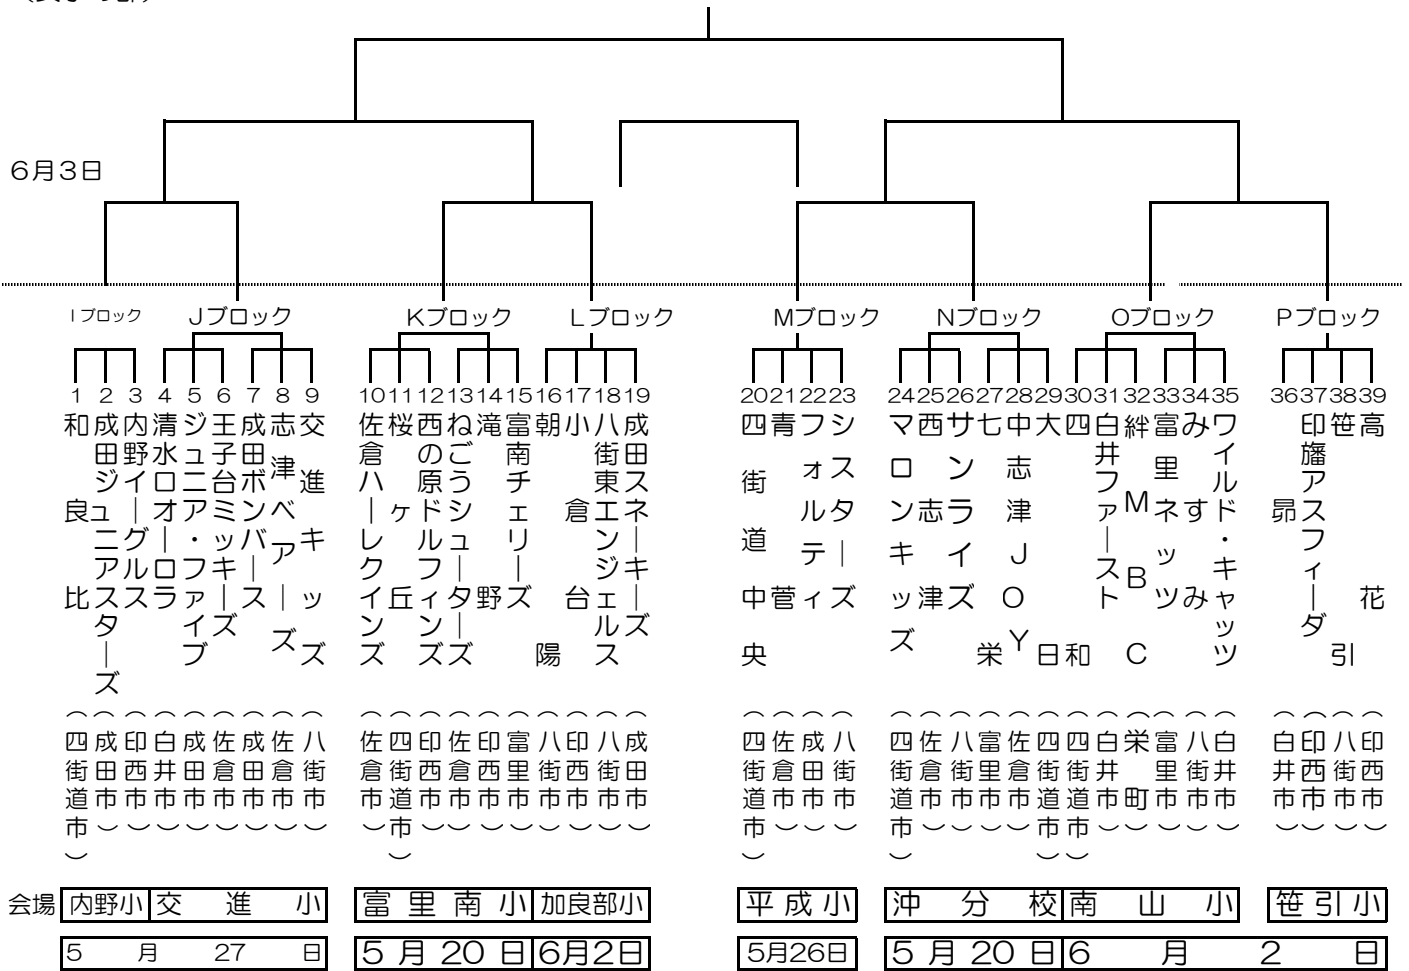 6月3日
Iブロック Jブロック Kブロック Lブロック Mブロック Nブロック Oブロック Pブロック
1 和良比（四街道市）
2 成田ジュニアスターズ（成田市）
3 内野イーグルス（印西市）
4 清水口オーロラ（白井市）
5 ジュニア・ファイブ（成田市）
6 王子台ミッキーズ（佐倉市）
7 成田ボンバース（成田市）
8 志津ベアーズ（佐倉市）
9 交進キッズ（八街市）
10 佐倉ハーレクインズ（佐倉市）
11 桜ヶ丘（四街道市）
12 西の原ドルフィンズ（印西市）
13 ねごうシューターズ（佐倉市）
14 滝野（印西市）
15 富南チェリーズ（富里市）
16 朝陽（八街市）
17 小倉台（印西市）
18 八街東エンジェルス（八街市）
19 成田スネーキーズ（成田市）
20 四街道中央（四街道市）
21 青菅（佐倉市）
22 フォルティ（成田市）
23 シスターズ（八街市）
24 マロンキッズ（四街道市）
25 西志津（佐倉市）
26 サンライズ（八街市）
27 七栄（富里市）
28 中志津JOY（佐倉市）
29 大日（四街道市）
30 四和（四街道市）
31 白井ファースト（白井市）
32 絆MBC（栄町）
33 富里ネッツ（富里市）
34 みすみ（八街市）
35 ワイルド・キャッツ（白井市）
36 昴（白井市）
37 印旛アスフィーダ（印西市）
38 笹引（八街市）
39 高花（印西市）
会場 内野小 交進小 富里南小 加良部小 平成小 沖分校 南山小 笹引小
5月27日 5月20日 6月2日 5月26日 5月20日 6月2日